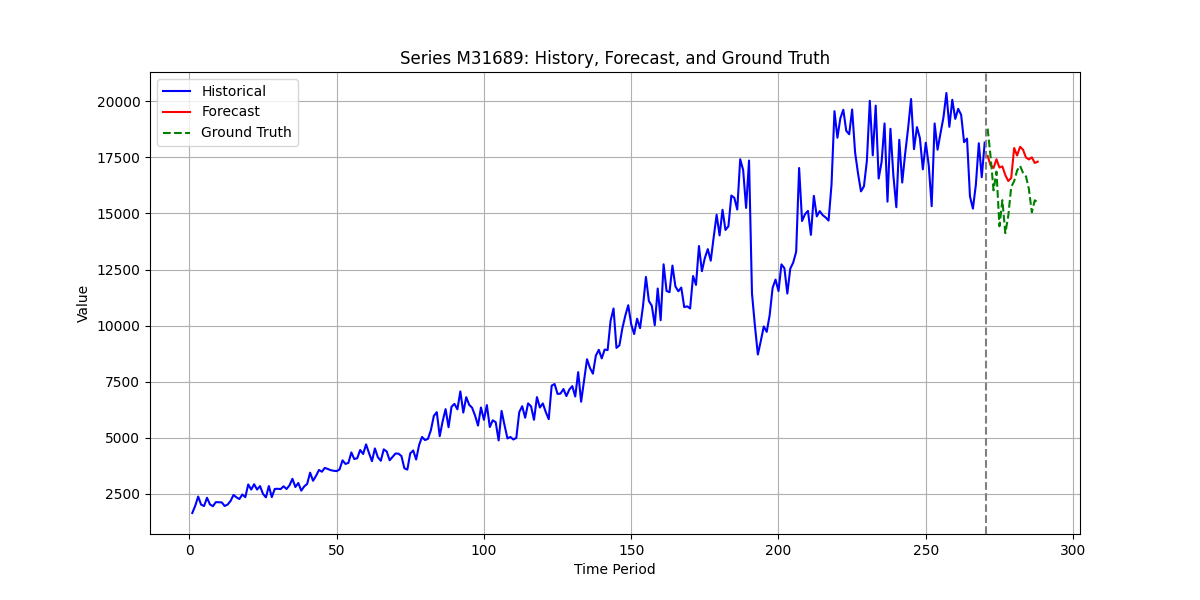 Series M31689: History, Forecast, and Ground Truth
Historical
Forecast
Ground Truth
20000
17500
15000
12500
10000
7500
5000
2500
Value
0 50 100 150 200 250 300
Time Period